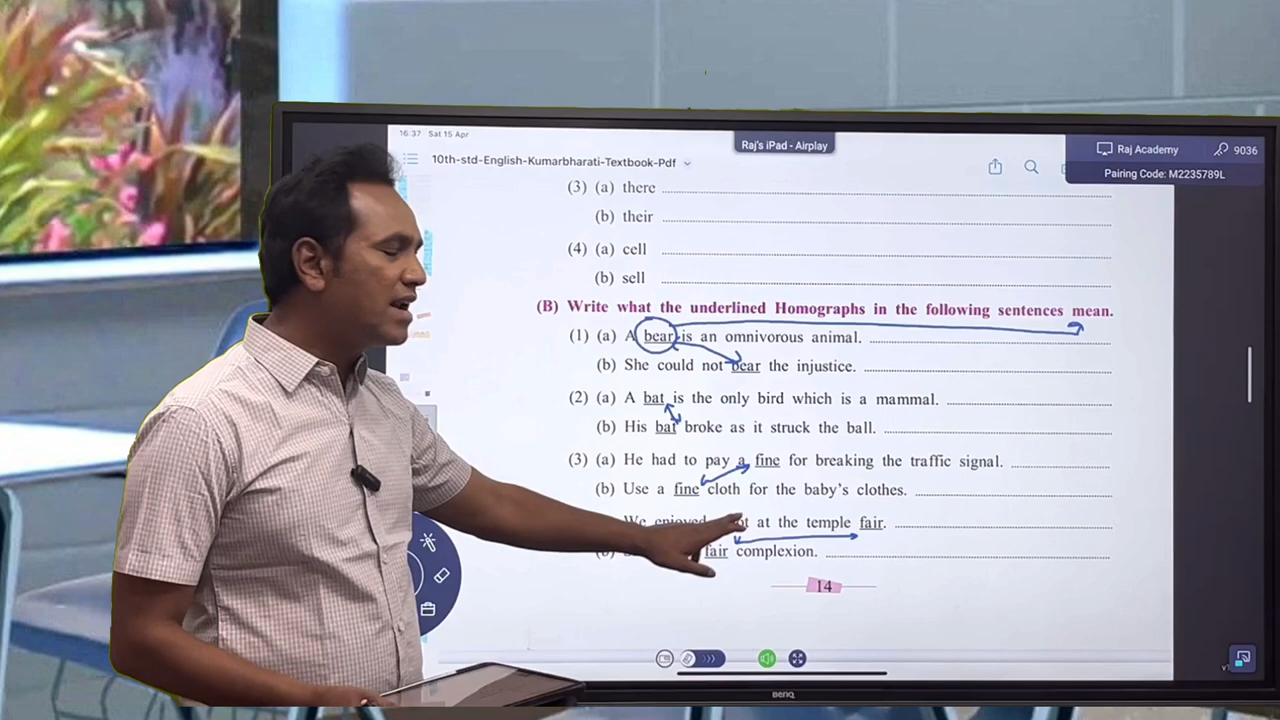 16:37 Sat 15 Apr
Raj's iPad - Airplay
Raj Academy 9036
10th-std-English-Kumarbharati-Textbook-Pdf
Pairing Code: M2235789L
(3) (a) there
(b) their
(4) (a) cell
(b) sell
(B) Write what the underlined Homographs in the following sentences mean.
(1) (a) A bear is an omnivorous animal.
(b) She could not bear the injustice.
(2) (a) A bat is the only bird which is a mammal.
(b) His bat broke as it struck the ball.
(3) (a) He had to pay a fine for breaking the traffic signal.
(b) Use a fine cloth for the baby's clothes.
We enjoyed at the temple fair.
fair complexion.
14
BenQ